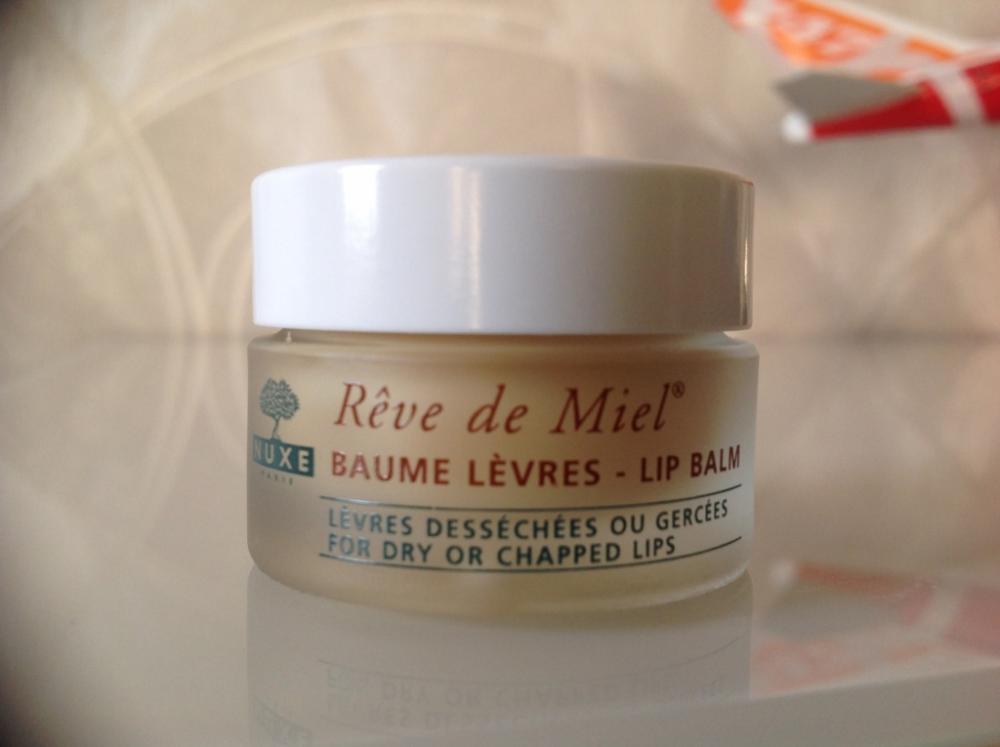 Rêve de Miel®
NUXE
PARIS
BAUME LÈVRES - LIP BALM
LÈVRES DESSÉCHÉES OU GERCÉES
FOR DRY OR CHAPPED LIPS